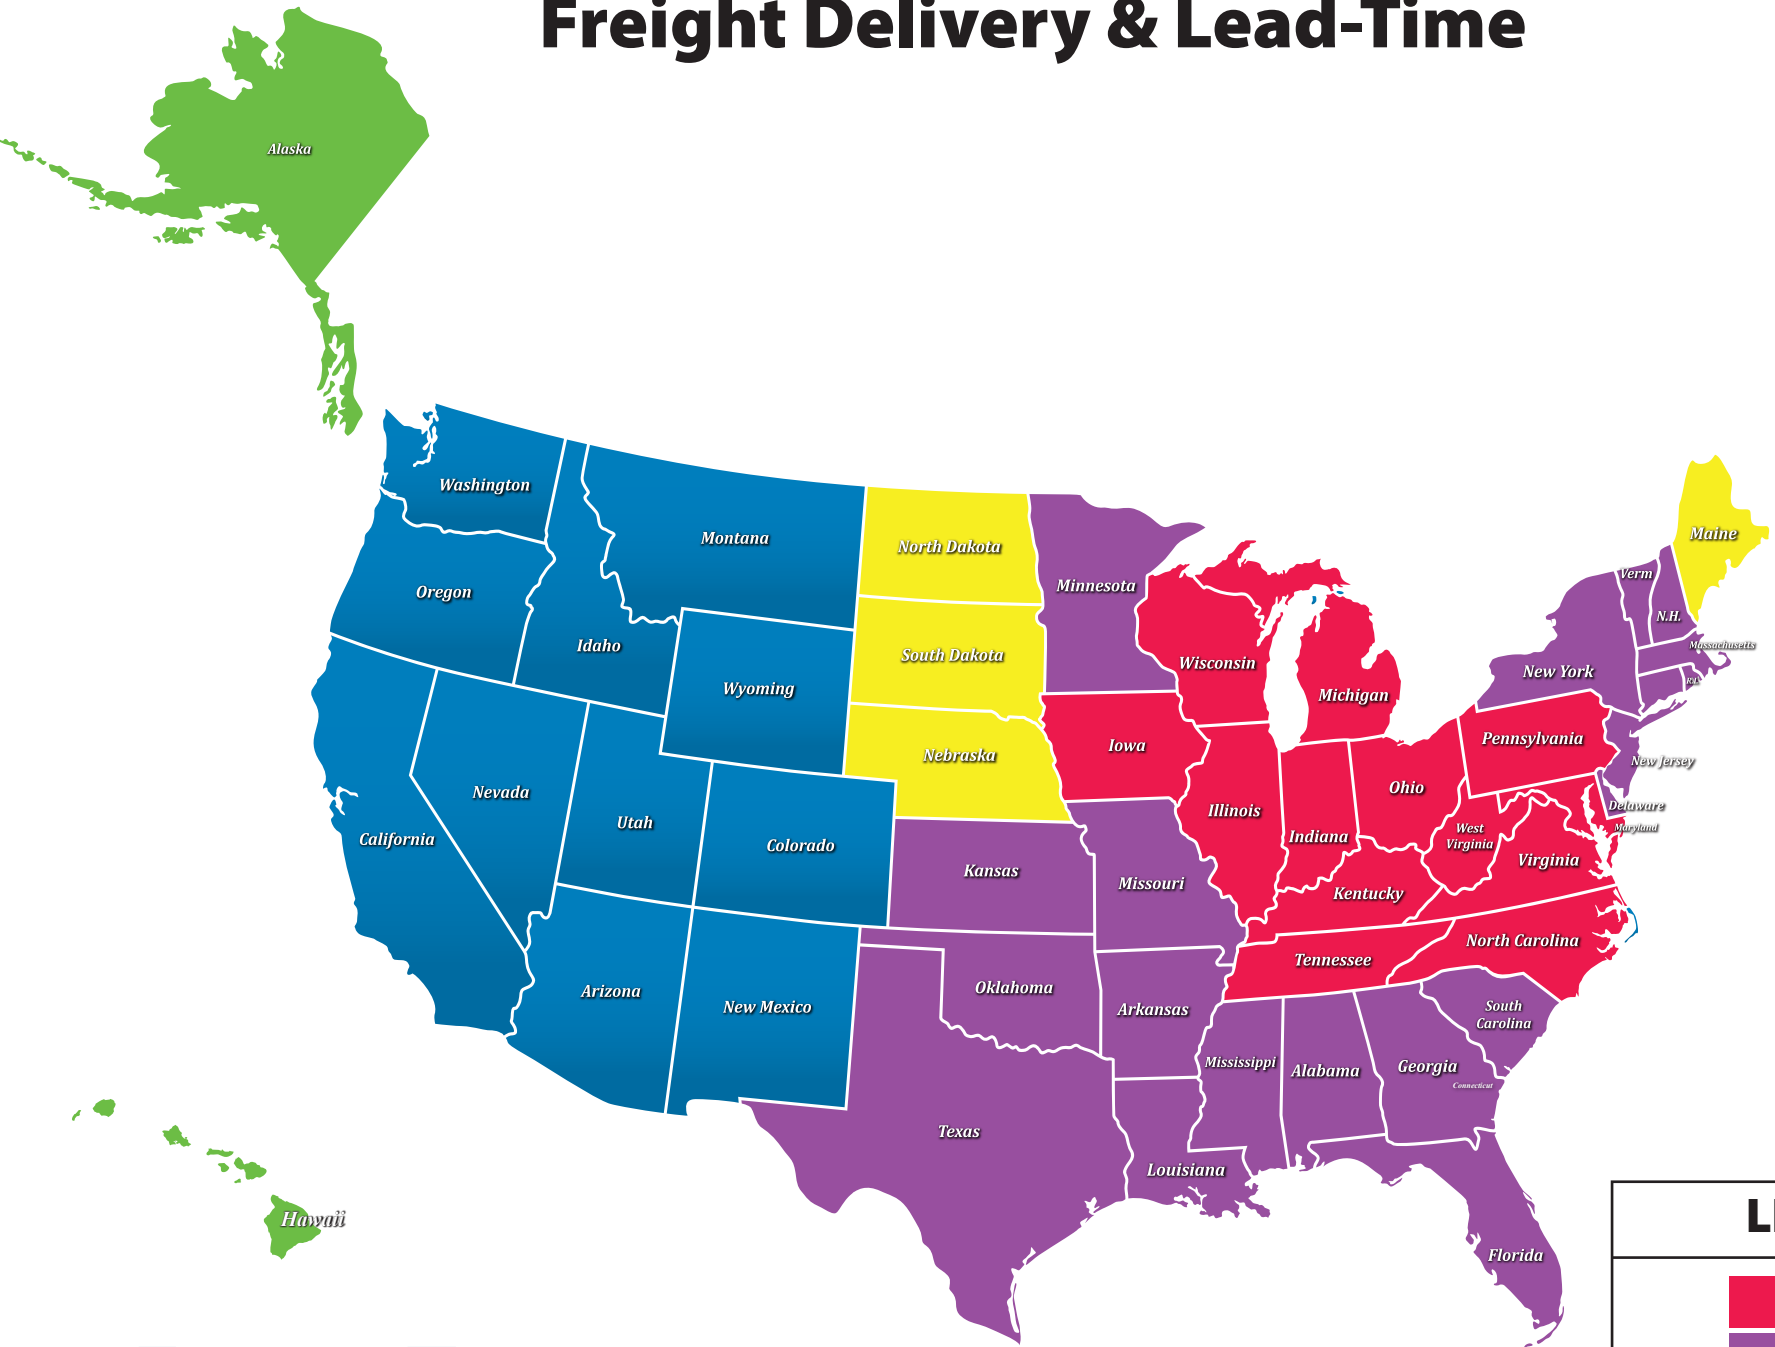 Freight Delivery & Lead-Time
Alaska
Washington
Montana
North Dakota
Minnesota
Maine
Oregon
Idaho
Verm
N.H.
Massachusetts
South Dakota
Wisconsin
New York
R.I.
Wyoming
Michigan
Pennsylvania
Iowa
Nebraska
New Jersey
Nevada
Ohio
Delaware
Utah
Illinois
Indiana
West
Virginia
Maryland
California
Colorado
Virginia
Kansas
Missouri
Kentucky
North Carolina
Tennessee
Arizona
New Mexico
Oklahoma
Arkansas
South
Carolina
Mississippi
Alabama
Georgia
Connecticut
Texas
Louisiana
Hawaii
Florida